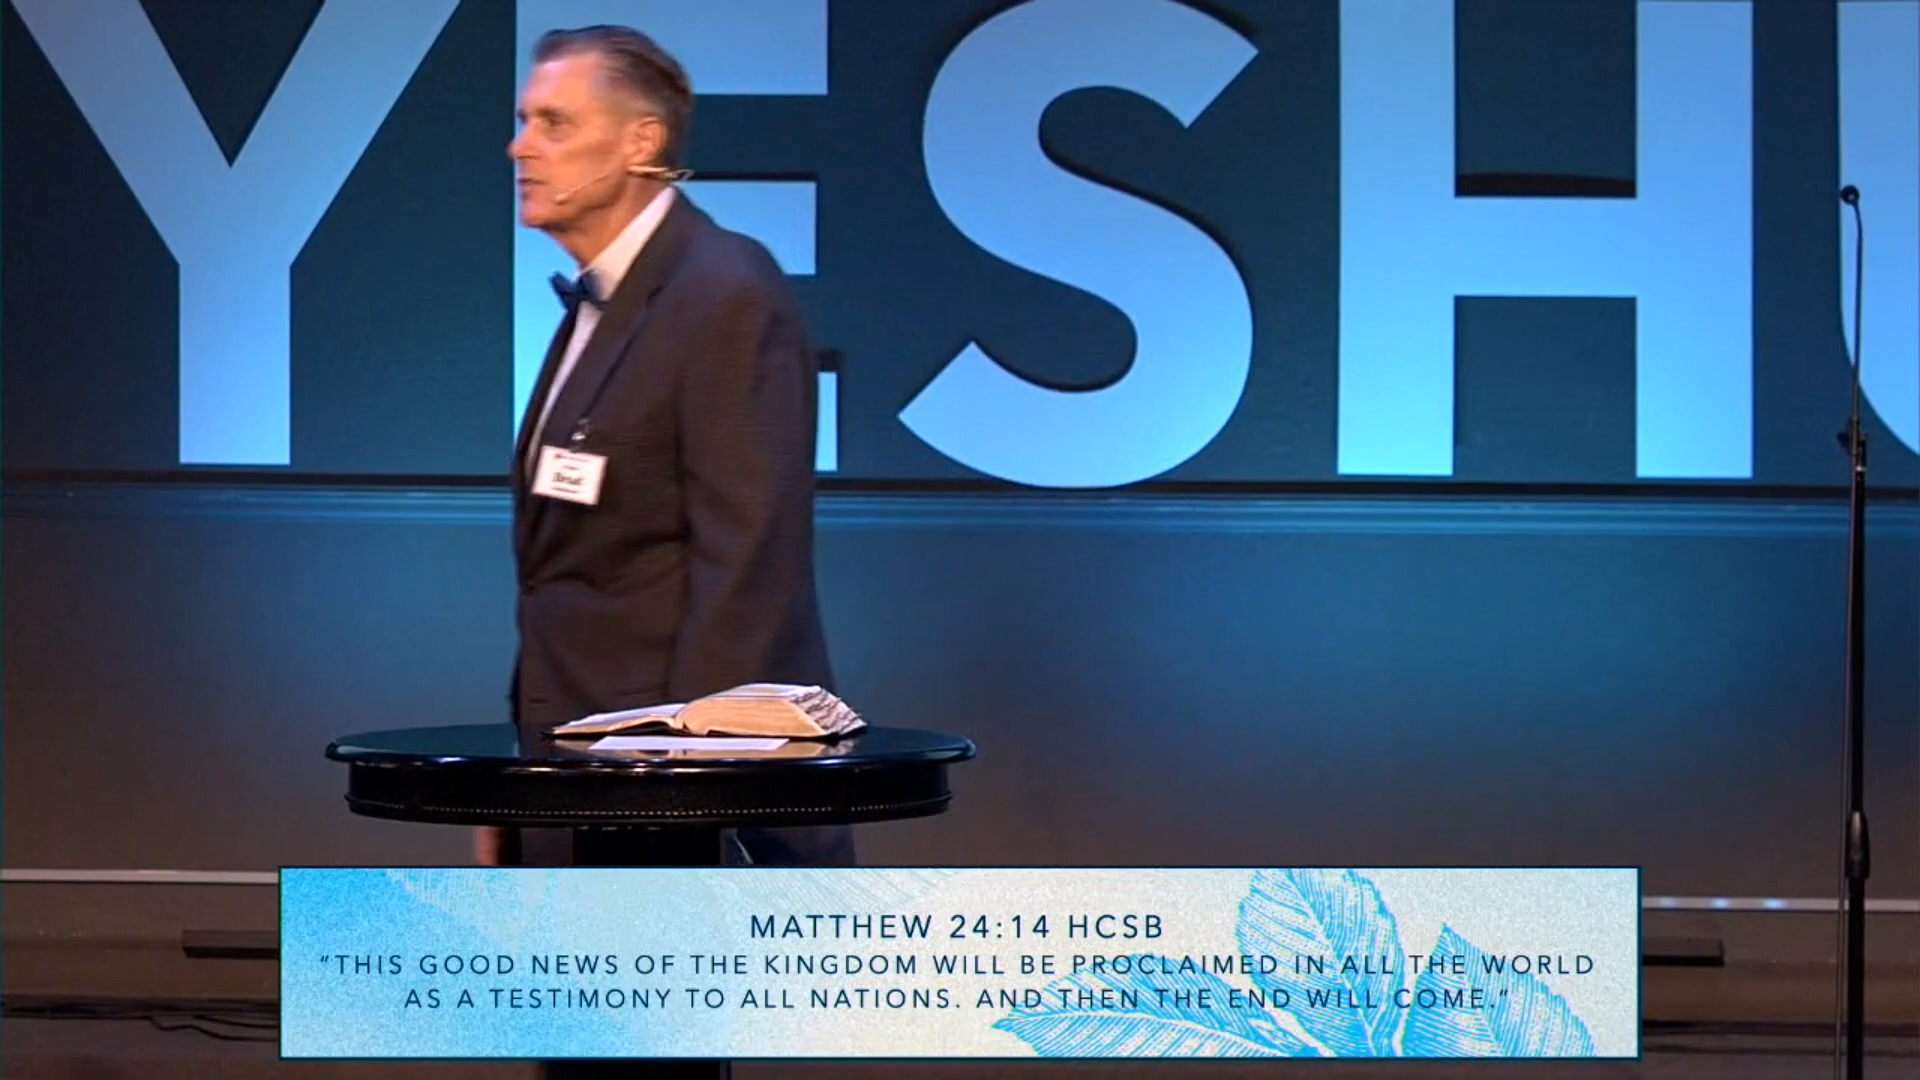 YESHU
MATTHEW 24:14 HCSB
“THIS GOOD NEWS OF THE KINGDOM WILL BE PROCLAIMED IN ALL THE WORLD
AS A TESTIMONY TO ALL NATIONS. AND THEN THE END WILL COME.”